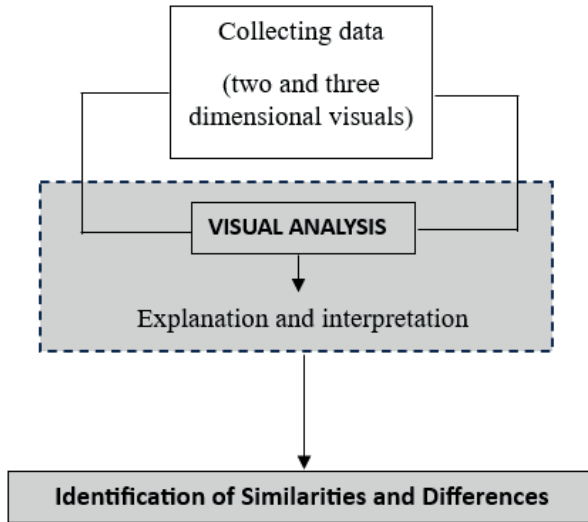 Collecting data
(two and three
dimensional visuals)
VISUAL ANALYSIS
Explanation and interpretation
Identification of Similarities and Differences